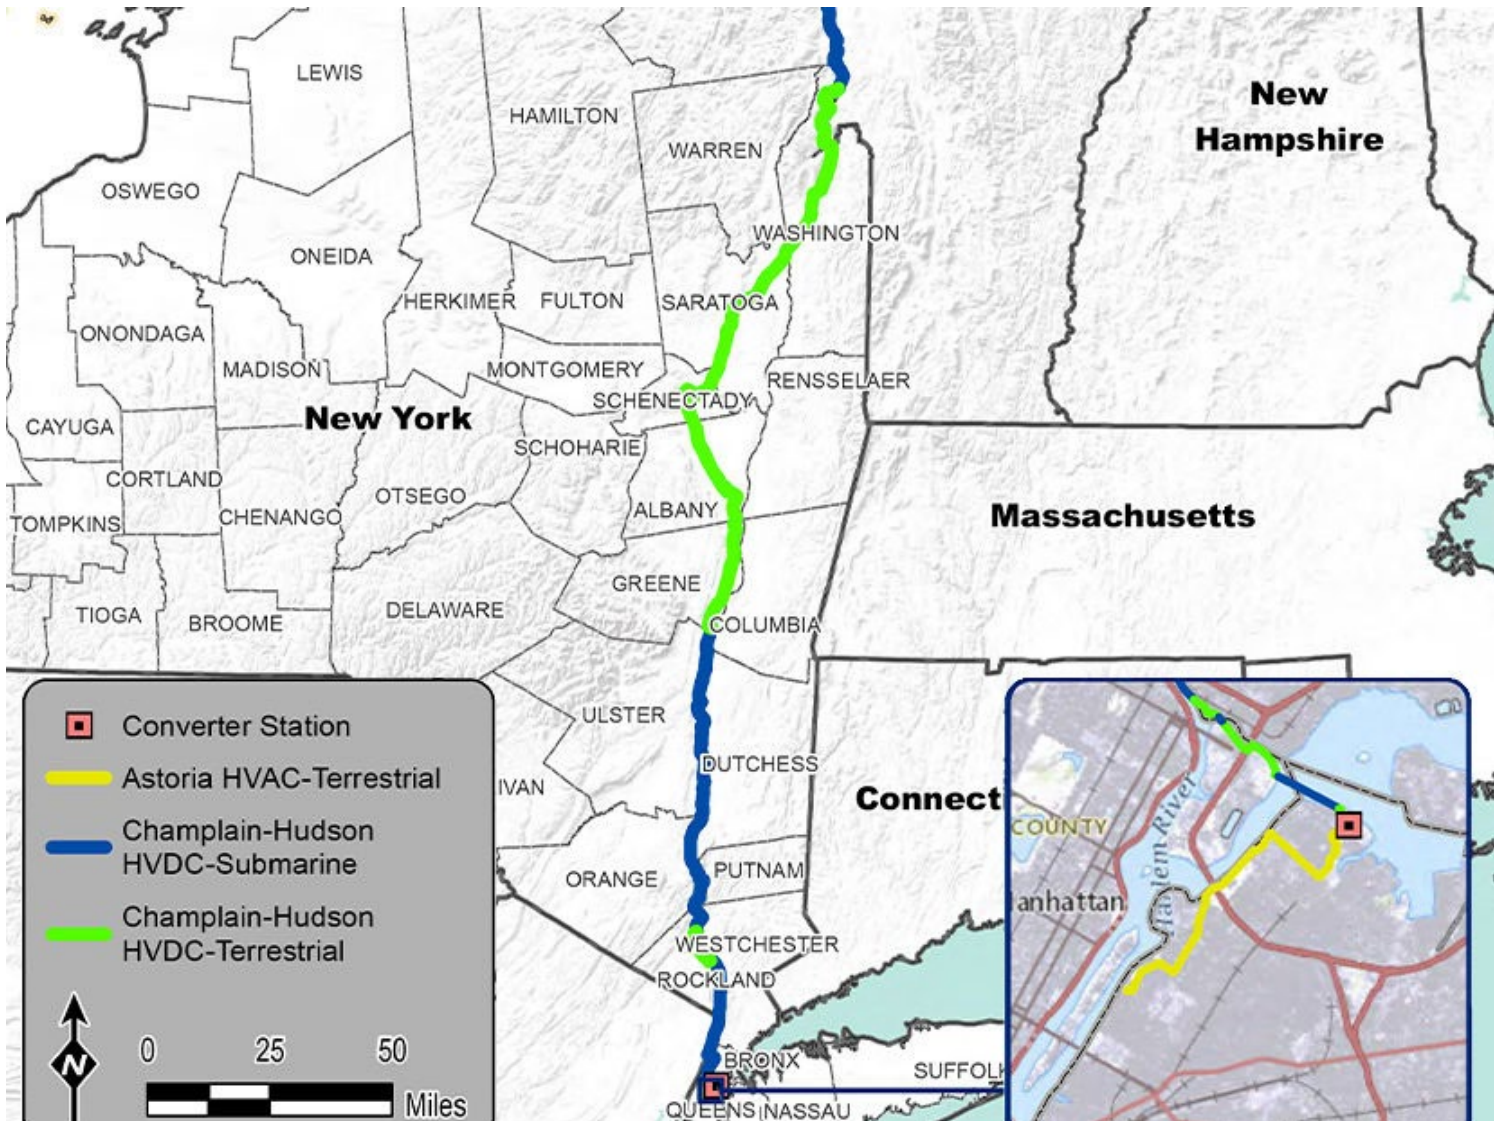 LEWIS
HAMILTON
New
Hampshire
WARREN
OSWEGO
WASHINGTON
ONEIDA
HERKIMER
FULTON
SARATOGA
ONONDAGA
MADISON
MONTGOMERY
RENSSELAER
SCHENECTADY
New York
CAYUGA
SCHOHARIE
CORTLAND
OTSEGO
ALBANY
CHENANGO
TOMPKINS
Massachusetts
GREENE
TIOGA
BROOME
DELAWARE
COLUMBIA
ULSTER
DUTCHESS
IVAN
Connect
PUTNAM
ORANGE
WESTCHESTER
ROCKLAND
BRONX
SUFFOLK
QUEENS
NASSAU
Converter Station
Astoria HVAC-Terrestrial
Champlain-Hudson
HVDC-Submarine
Champlain-Hudson
HVDC-Terrestrial
N
0 25 50
Miles
COUNTY
Harlem River
anhattan